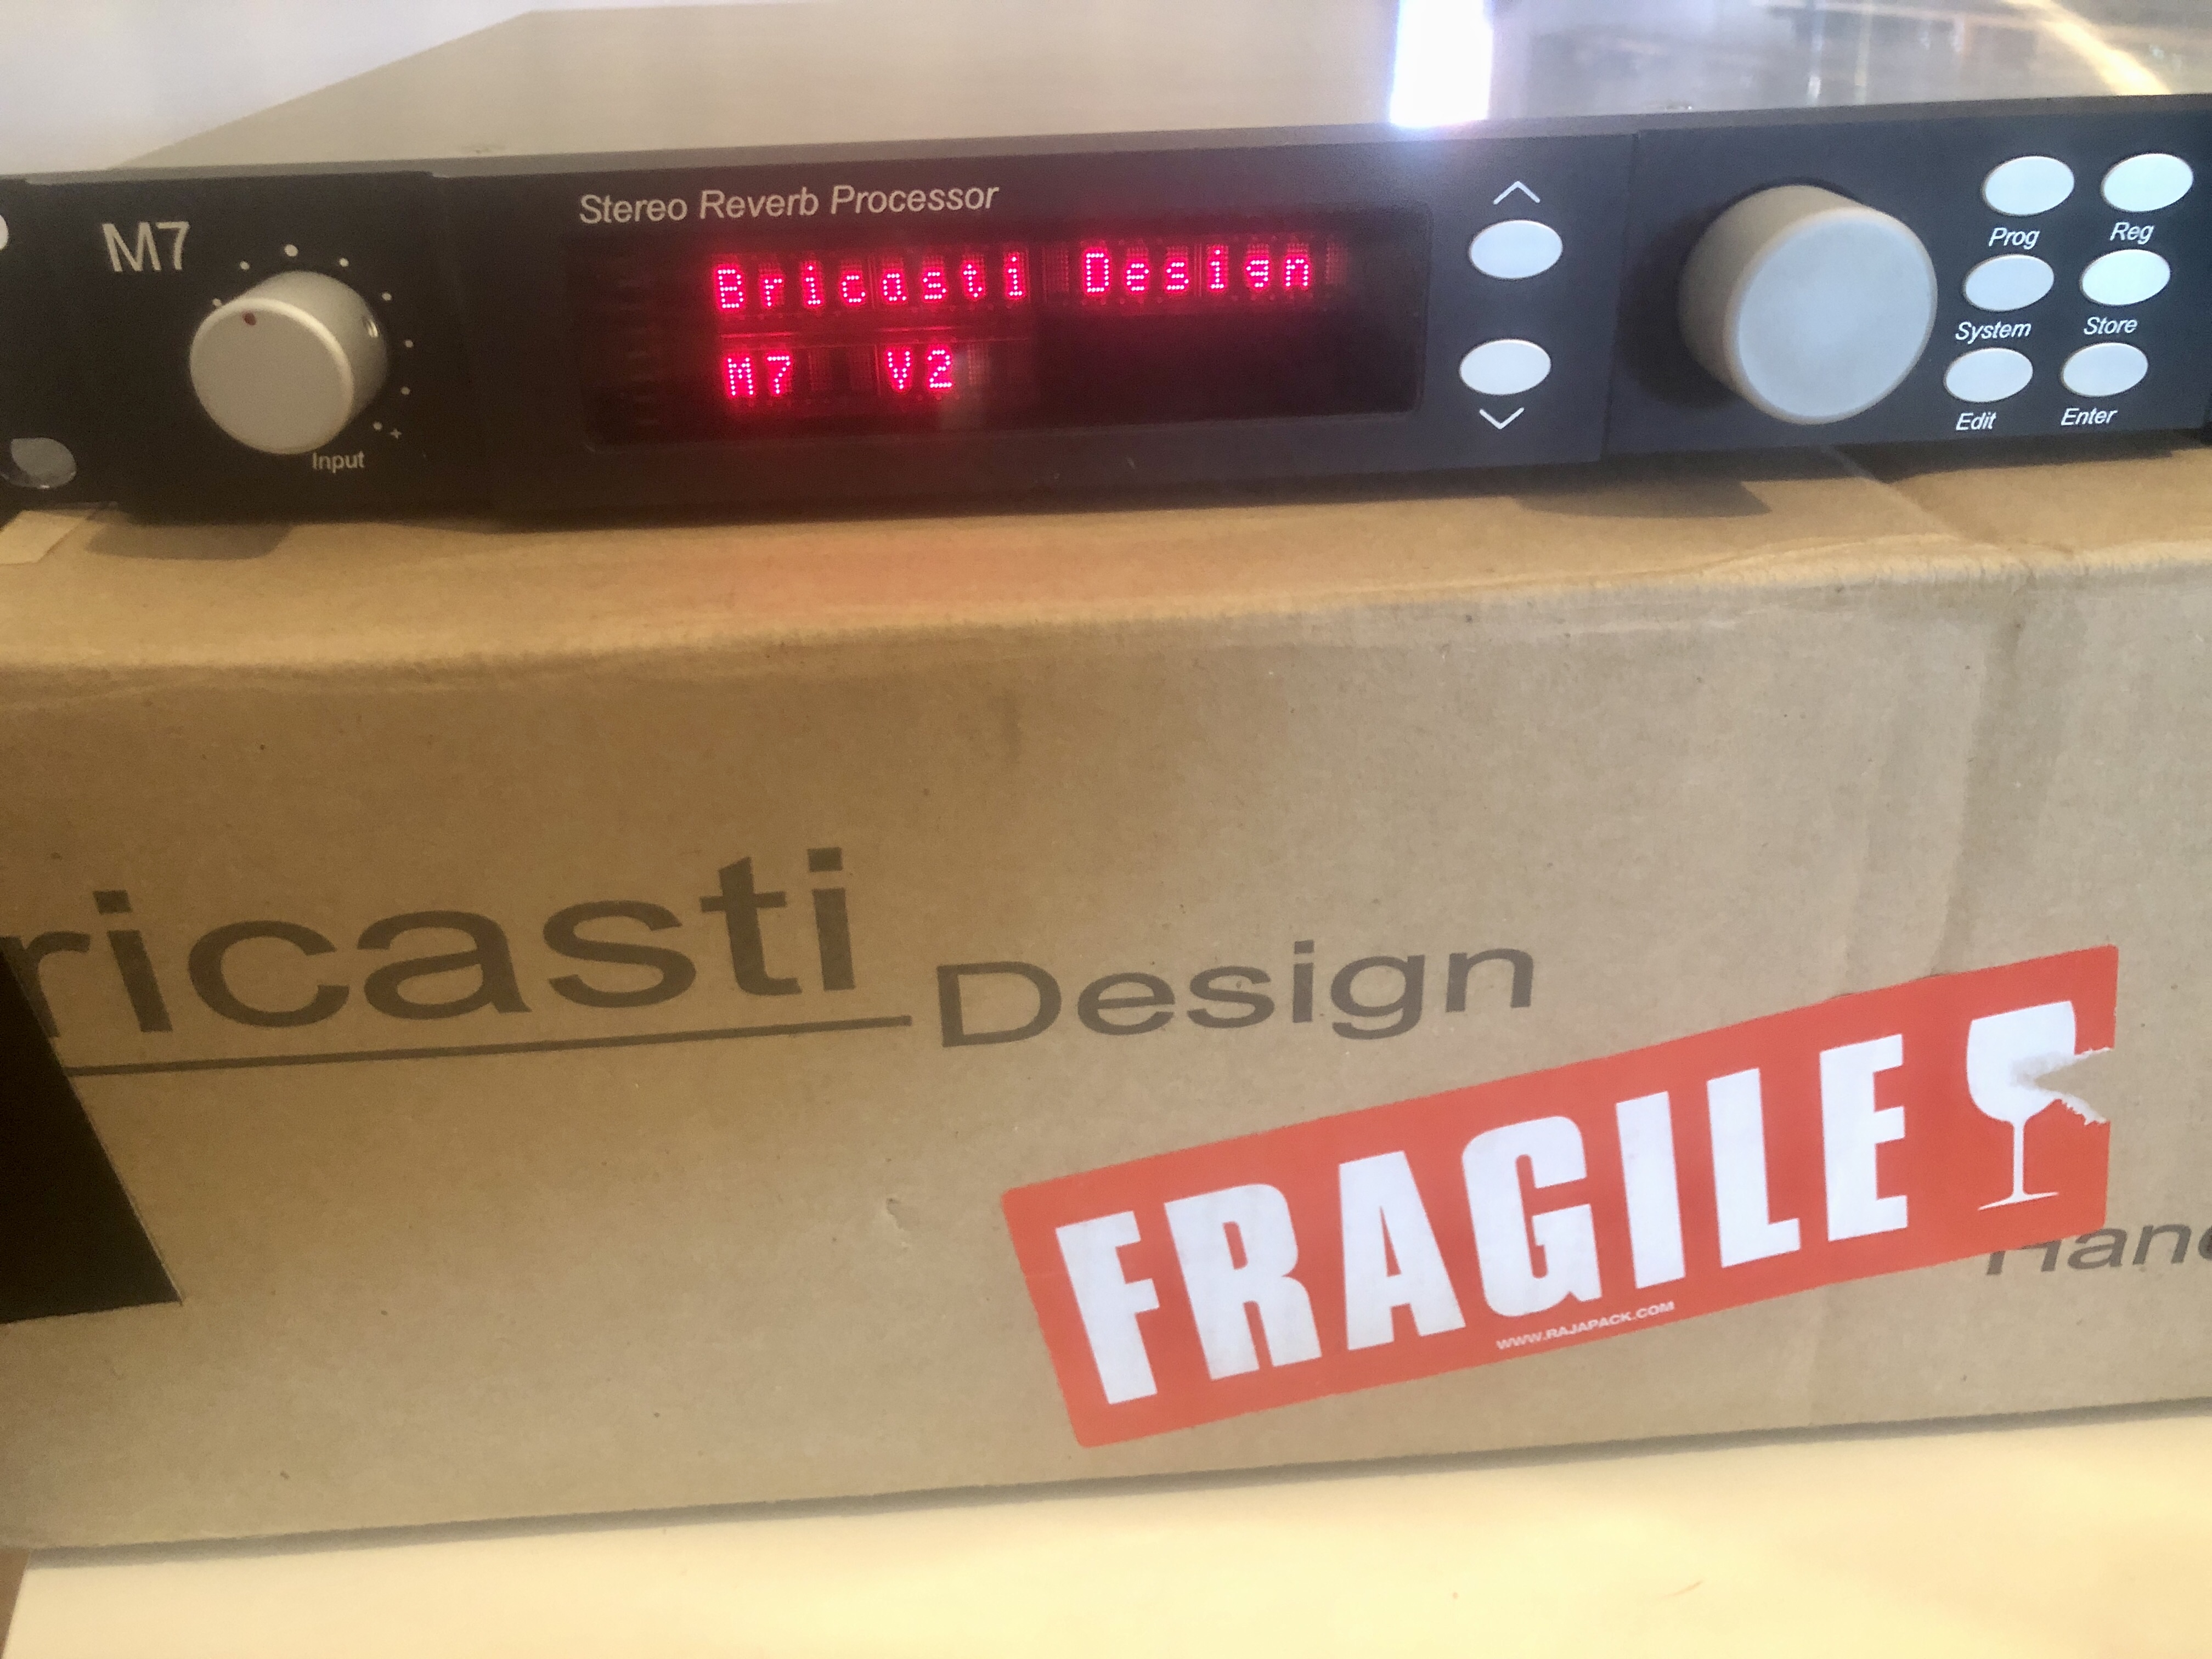 M7
Input
+
Stereo Reverb Processor
Bricasti Design
M7 V2
Prog
Reg
System
Store
Edit
Enter
ricasti Design
FRAGILE
WWW.RAJAPACK.COM